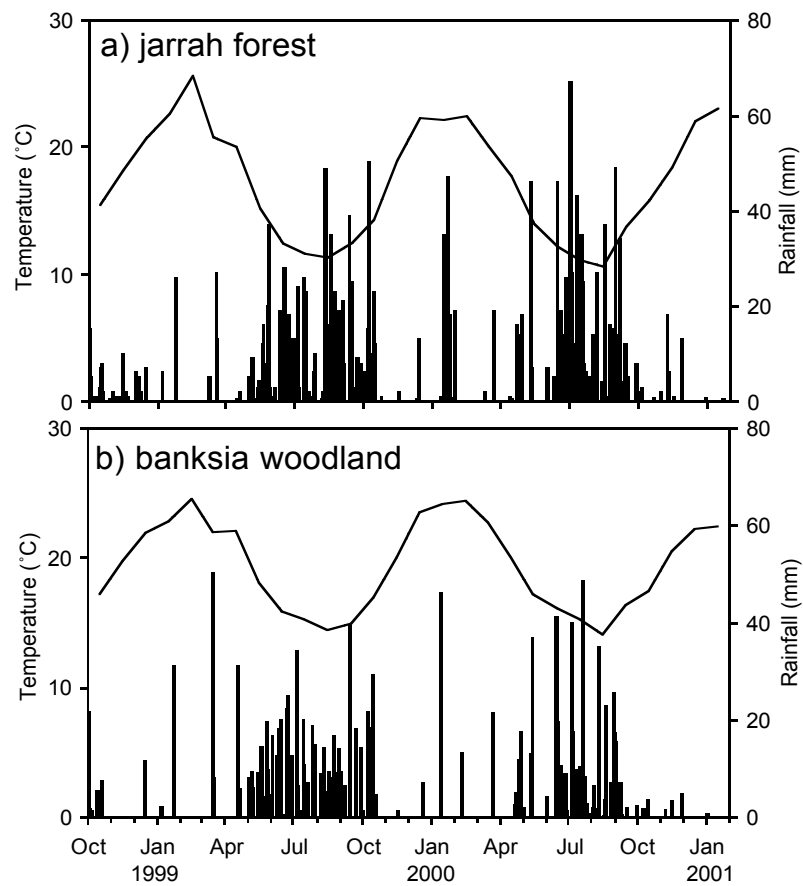 a) jarrah forest
30
20
10
0
Temperature (˚C)
80
60
40
20
0
Rainfall (mm)
b) banksia woodland
30
20
10
0
Temperature (˚C)
80
60
40
20
0
Rainfall (mm)
Oct Jan Apr Jul Oct Jan Apr Jul Oct Jan
1999 2000 2001